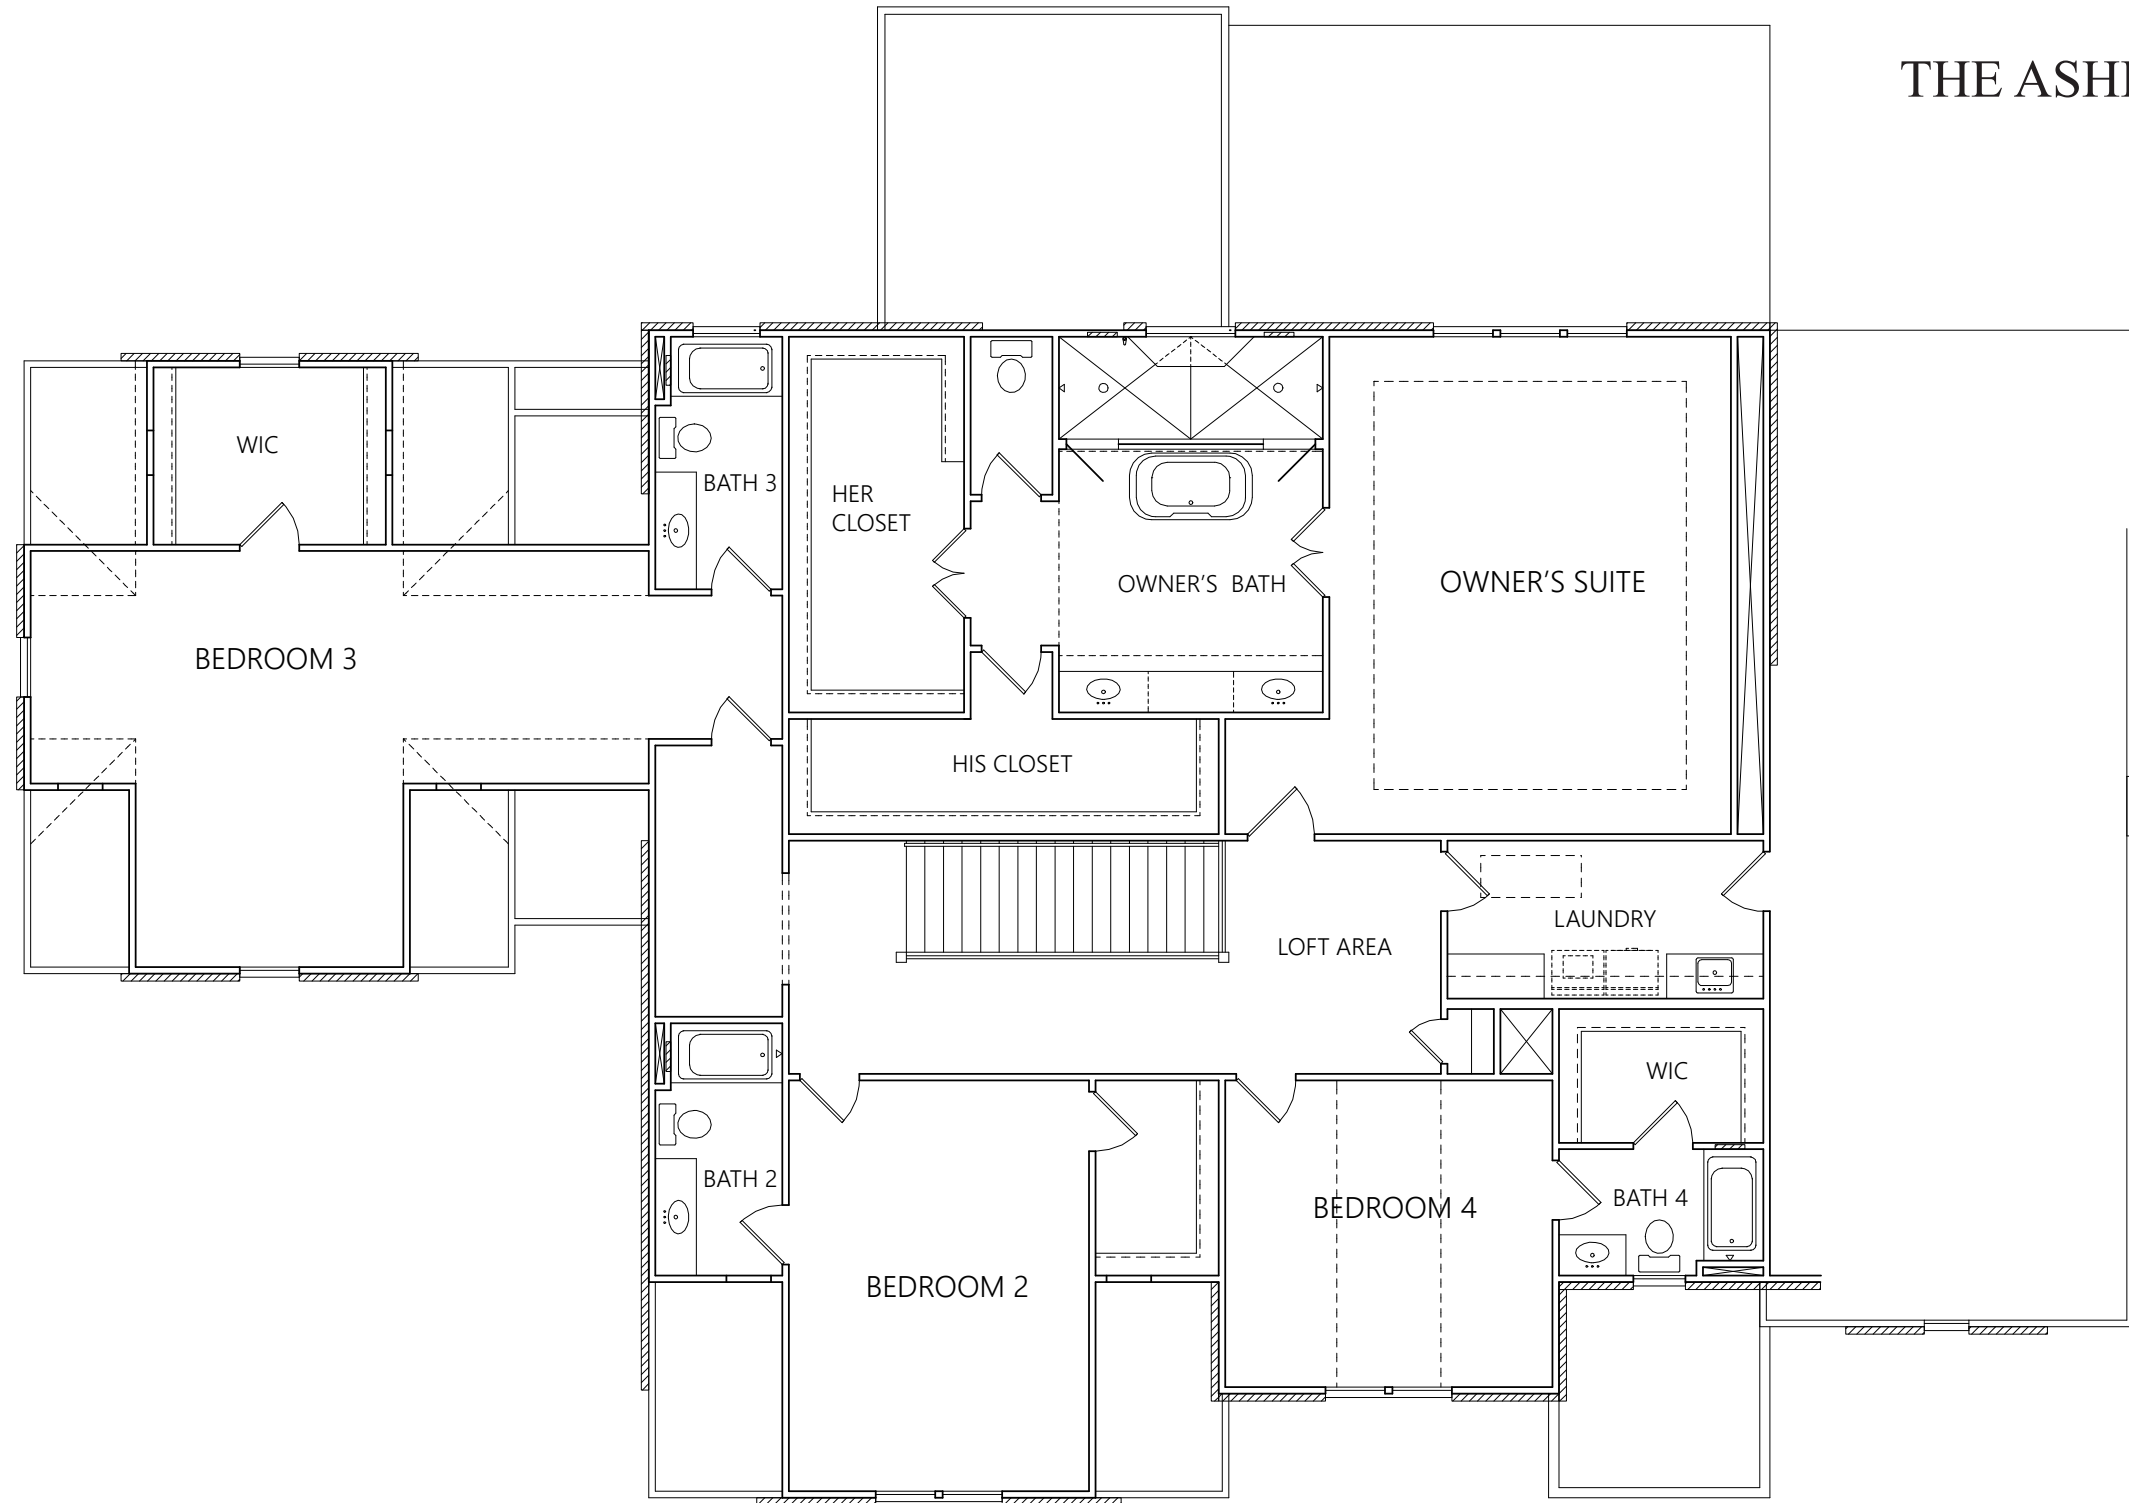 THE ASHE
WIC
BATH 3
HER
CLOSET
OWNER'S BATH
OWNER'S SUITE
BEDROOM 3
HIS CLOSET
LAUNDRY
LOFT AREA
WIC
BATH 2
BATH 4
BEDROOM 4
BEDROOM 2